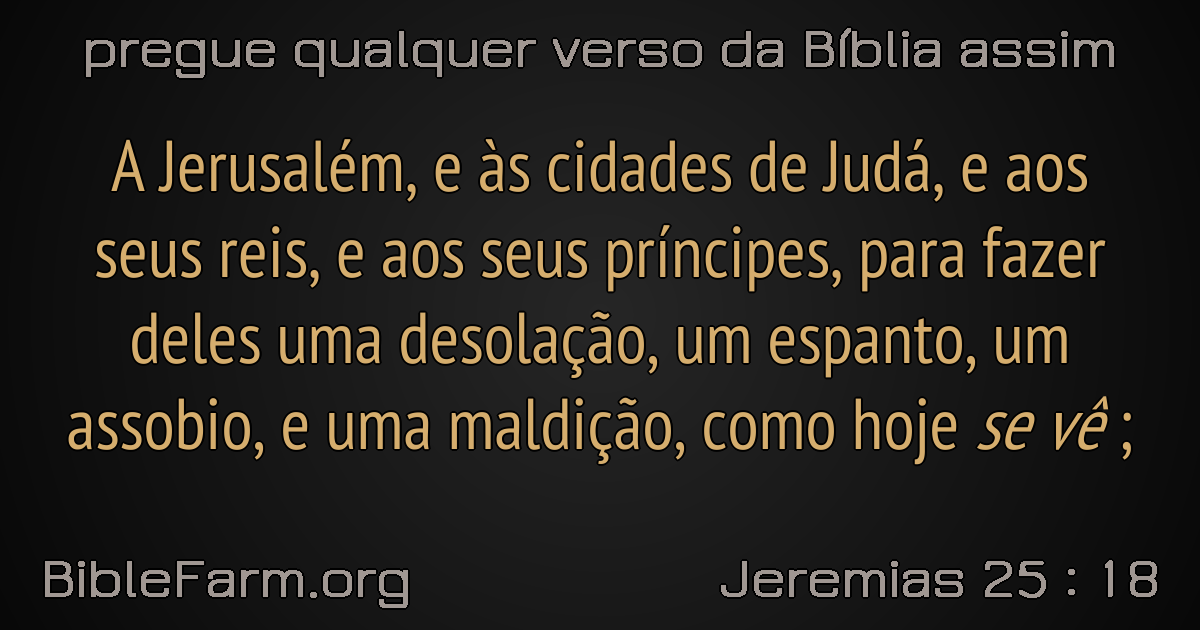 pregue qualquer verso da Bíblia assim
A Jerusalém, e às cidades de Judá, e aos
seus reis, e aos seus príncipes, para fazer
deles uma desolação, um espanto, um
assobio, e uma maldição, como hoje se vê ;
BibleFarm.org
Jeremias 25 : 18